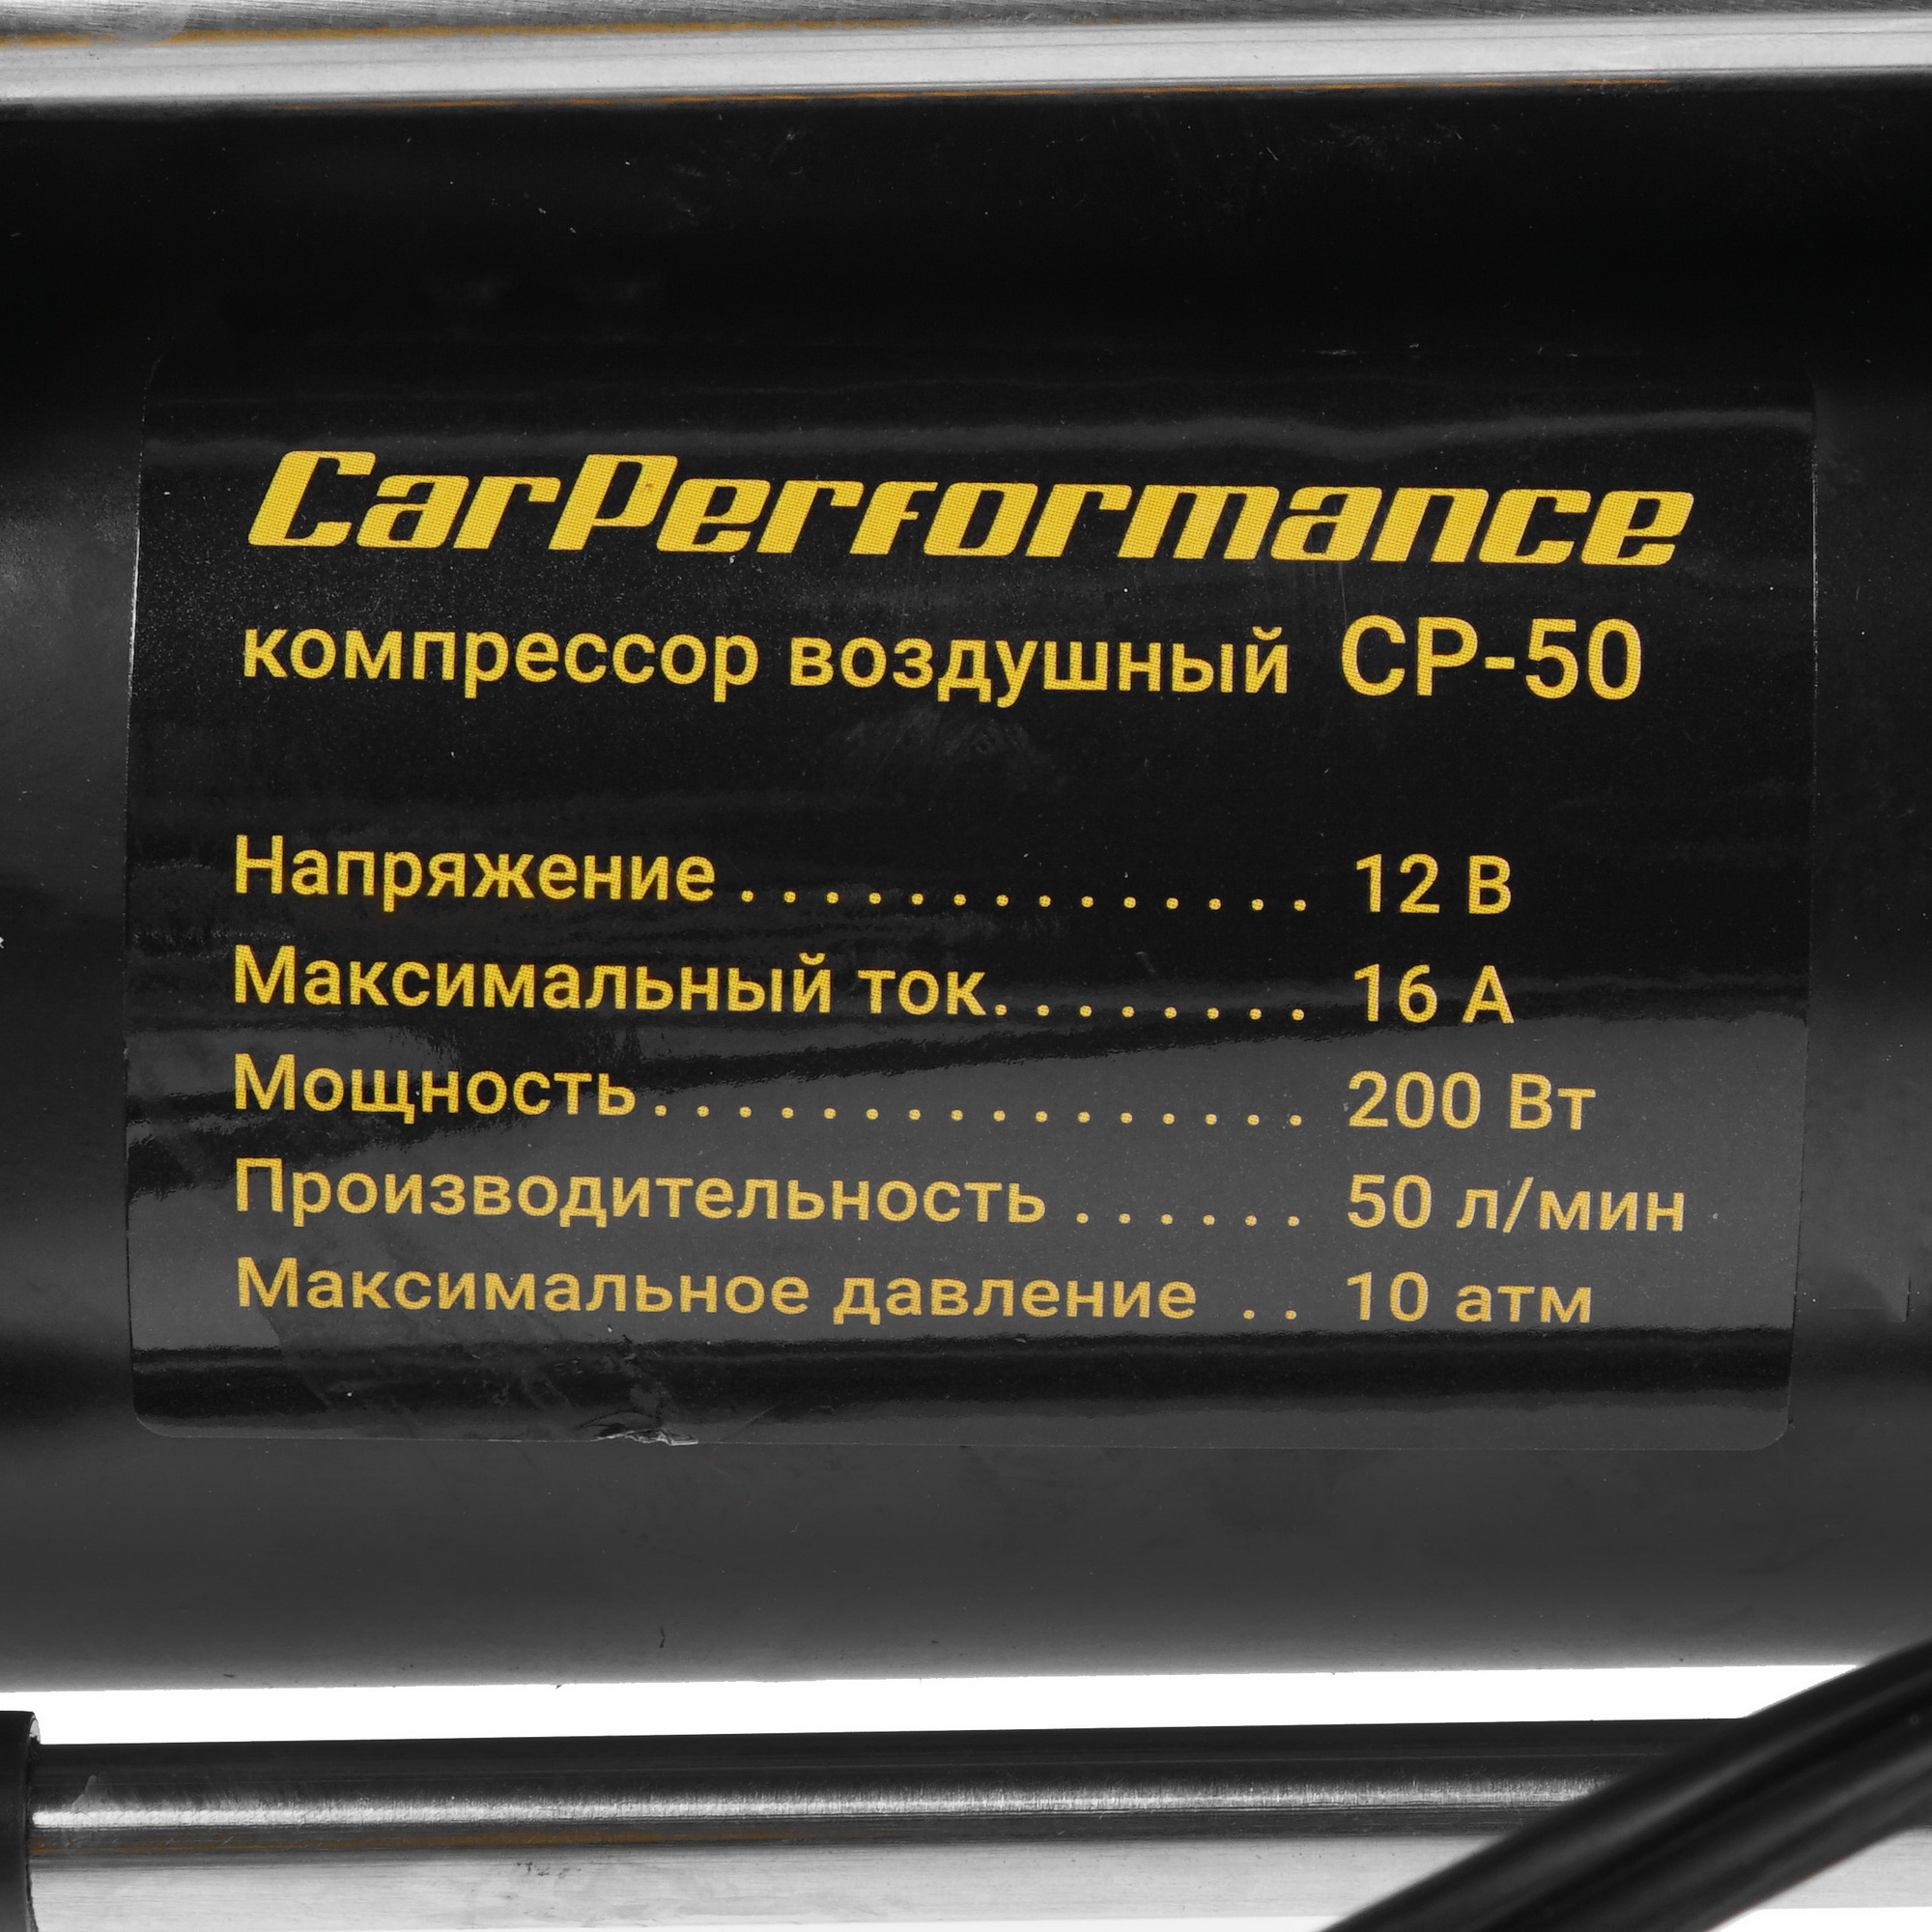 CarPerformance
компрессор воздушный CP-50
Напряжение . . . . . . . . . . . . . . 12 В
Максимальный ток. . . . . . . . 16 А
Мощность. . . . . . . . . . . . . . . . 200 Вт
Производительность . . . . . . 50 л/мин
Максимальное давление . . 10 атм